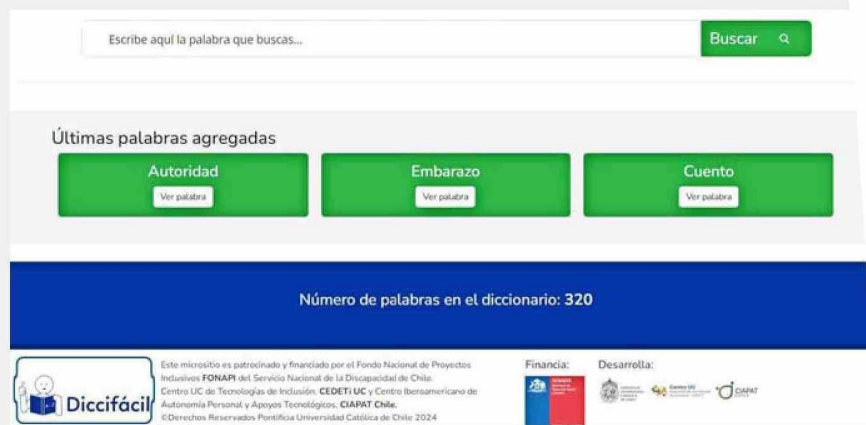 Escribe aquí la palabra que buscas...
Buscar
Últimas palabras agregadas
Autoridad
Ver palabra
Embarazo
Ver palabra
Cuento
Ver palabra
Número de palabras en el diccionario: 320
Diccifácil
Este micrositio es patrocinado y financiado por el Fondo Nacional de Proyectos
Inclusivos FONAPI del Servicio Nacional de la Discapacidad de Chile.
Centro UC de Tecnologías de Inclusión, CEDETi UC y Centro Iberoamericano de
Autonomía Personal y Apoyos Tecnológicos, CIAPAT Chile.
©Derechos Reservados Pontificia Universidad Católica de Chile 2024
Financia:
Desarrolla:
Centro UC
CIAPAT